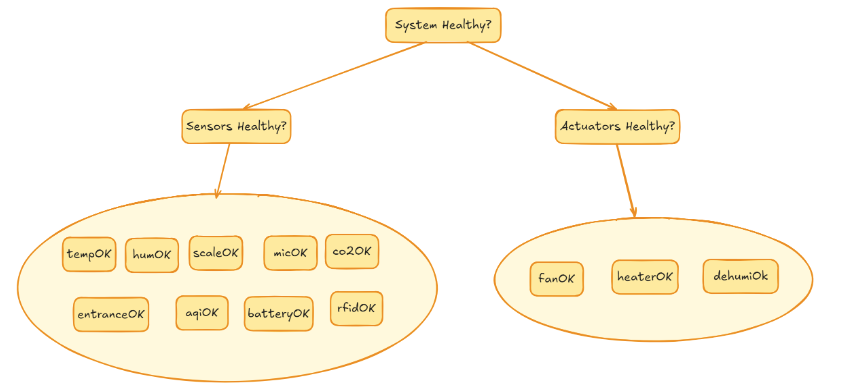 System Healthy?
Sensors Healthy?
Actuators Healthy?
tempOK
humOK
scaleOK
micOK
co2OK
entranceOK
aqiOK
batteryOK
rfidOK
fanOK
heaterOK
dehumiOk